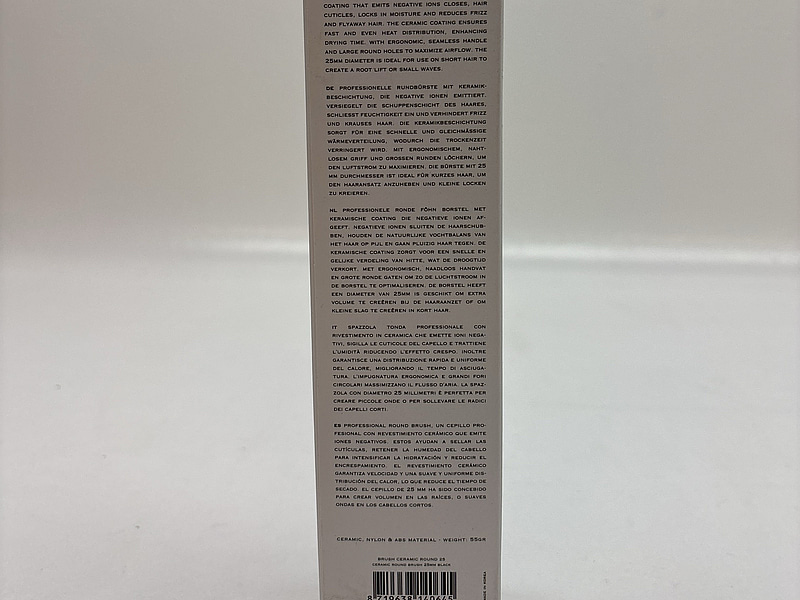 COATING THAT EMITS NEGATIVE IONS CLOSES, HAIR
CUTICLES, LOCKS IN MOISTURE AND REDUCES FRIZZ
AND FLYAWAY HAIR. THE CERAMIC COATING ENSURES
FAST AND EVEN HEAT DISTRIBUTION, ENHANCING
DRYING TIME. WITH ERGONOMIC, SEAMLESS HANDLE
AND LARGE ROUND HOLES TO MAXIMIZE AIRFLOW. THE
25MM DIAMETER IS IDEAL FOR USE ON SHORT HAIR TO
CREATE A ROOT LIFT OR SMALL WAVES.
DE PROFESSIONELLE RUNDBÜRSTE MIT KERAMIK-
BESCHICHTUNG, DIE NEGATIVE IONEN EMITTIERT.
VERSIEGELT DIE SCHUPPENSCHICHT DES HAARES,
SCHLIESST FEUCHTIGKEIT EIN UND VERHINDERT FRIZZ
UND KRAUSES HAAR. DIE KERAMIKBESCHICHTUNG
SORGT FÜR EINE SCHNELLE UND GLEICHMÄSSIGE
WÄRMEVERTEILUNG, WODURCH DIE TROCKENZEIT
VERRINGERT WIRD. MIT ERGONOMISCHEM, NAHT-
LOSEM GRIFF UND GROSSEN RUNDEN LÖCHERN, UM
DEN LUFTSTROM ZU MAXIMIEREN. DIE BÜRSTE MIT 25
MM DURCHMESSER IST IDEAL FÜR KURZES HAAR, UM
DEN HAARANSATZ ANZUHEBEN UND KLEINE LOCKEN
ZU KREIEREN.
NL PROFESSIONELE RONDE FÖHN BORSTEL MET
KERAMISCHE COATING DIE NEGATIEVE IONEN AF-
GEEFT. NEGATIEVE IONEN SLUITEN DE HAARSCHUB-
BEN, HOUDEN DE NATUURLIJKE VOCHTBALANS VAN
HET HAAR OP PIJL EN GAAN PLUIZIG HAAR TEGEN. DE
KERAMISCHE COATING ZORGT VOOR EEN SNELLE EN
GELIJKE VERDELING VAN HITTE, WAT DE DROOGTIJD
VERKORT. MET ERGONOMISCH, NAADLOOS HANDVAT
EN GROTE RONDE GATEN OM ZO DE LUCHTSTROOM IN
DE BORSTEL TE OPTIMALISEREN. DE BORSTEL HEEFT
EEN DIAMETER VAN 25MM IS GESCHIKT OM EXTRA
VOLUME TE CREËREN BIJ DE HAARAANZET OF OM
KLEINE SLAG TE CREËREN IN KORT HAAR.
IT SPAZZOLA TONDA PROFESSIONALE CON
RIVESTIMENTO IN CERAMICA CHE EMETTE IONI NEGA-
TIVI, SIGILLA LE CUTICOLE DEL CAPELLO E TRATTIENE
L'UMIDITÀ RIDUCENDO L'EFFETTO CRESPO. INOLTRE
GARANTISCE UNA DISTRIBUZIONE RAPIDA E UNIFORME
DEL CALORE, MIGLIORANDO IL TEMPO DI ASCIUGA-
TURA. L'IMPUGNATURA ERGONOMICA E GRANDI FORI
CIRCOLARI MASSIMIZZANO IL FLUSSO D'ARIA. LA SPAZ-
ZOLA CON DIAMETRO 25 MILLIMETRI È PERFETTA PER
CREARE PICCOLE ONDE O PER SOLLEVARE LE RADICI
DEI CAPELLI CORTI.
ES PROFESSIONAL ROUND BRUSH, UN CEPILLO PRO-
FESIONAL CON REVESTIMIENTO CERÁMICO QUE EMITE
IONES NEGATIVOS. ESTOS AYUDAN A SELLAR LAS
CUTÍCULAS, RETENER LA HUMEDAD DEL CABELLO
PARA INTENSIFICAR LA HIDRATACIÓN Y REDUCIR EL
ENCRESPAMIENTO. EL REVESTIMIENTO CERÁMICO
GARANTIZA VELOCIDAD Y UNA SUAVE Y UNIFORME DIS-
TRIBUCIÓN DEL CALOR, LO QUE REDUCE EL TIEMPO DE
SECADO. EL CEPILLO DE 25 MM HA SIDO CONCEBIDO
PARA CREAR VOLUMEN EN LAS RAÍCES, O SUAVES
ONDAS EN LOS CABELLOS CORTOS.
CERAMIC, NYLON & ABS MATERIAL - WEIGHT: 55GR
BRUSH CERAMIC ROUND 25
CERAMIC ROUND BRUSH 25MM BLACK
8 719638 140645
MADE IN KOREA